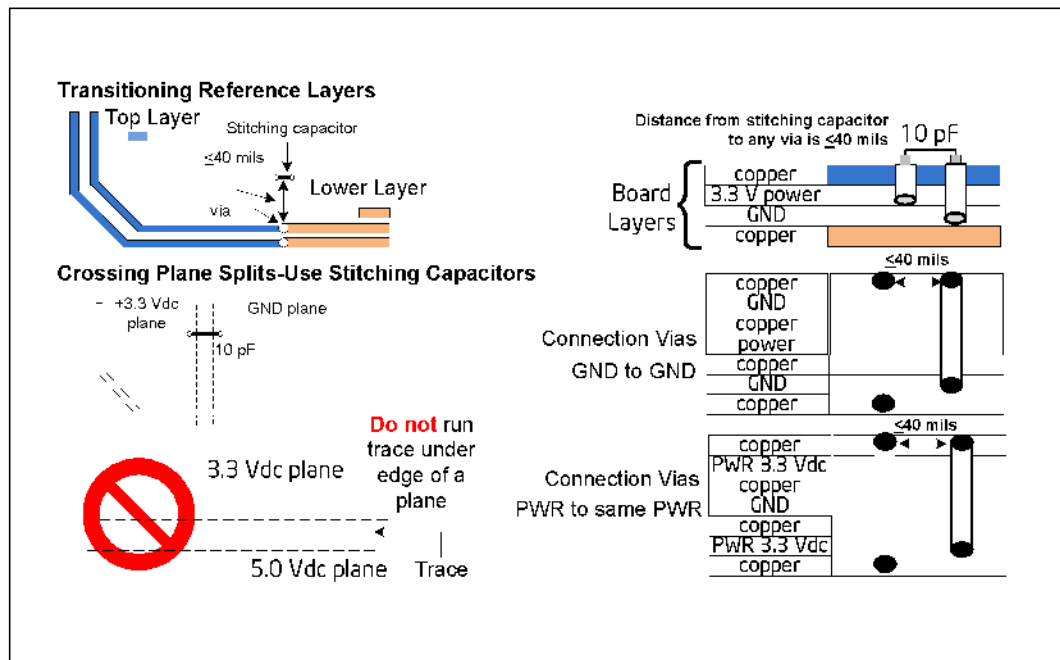 Transitioning Reference Layers
Top Layer
Stitching capacitor
≤40 mils
Lower Layer
via
Crossing Plane Splits-Use Stitching Capacitors
+3.3 Vdc
plane
GND plane
10 pF
Do not run
trace under
edge of a
plane
3.3 Vdc plane
5.0 Vdc plane
Trace
Distance from stitching capacitor
to any via is ≤40 mils
10 pF
Board
Layers
copper
3.3 V power
GND
copper
≤40 mils
Connection Vias
GND to GND
copper
GND
copper
power
copper
GND
copper
≤40 mils
Connection Vias
PWR to same PWR
copper
PWR 3.3 Vdc
copper
GND
copper
PWR 3.3 Vdc
copper